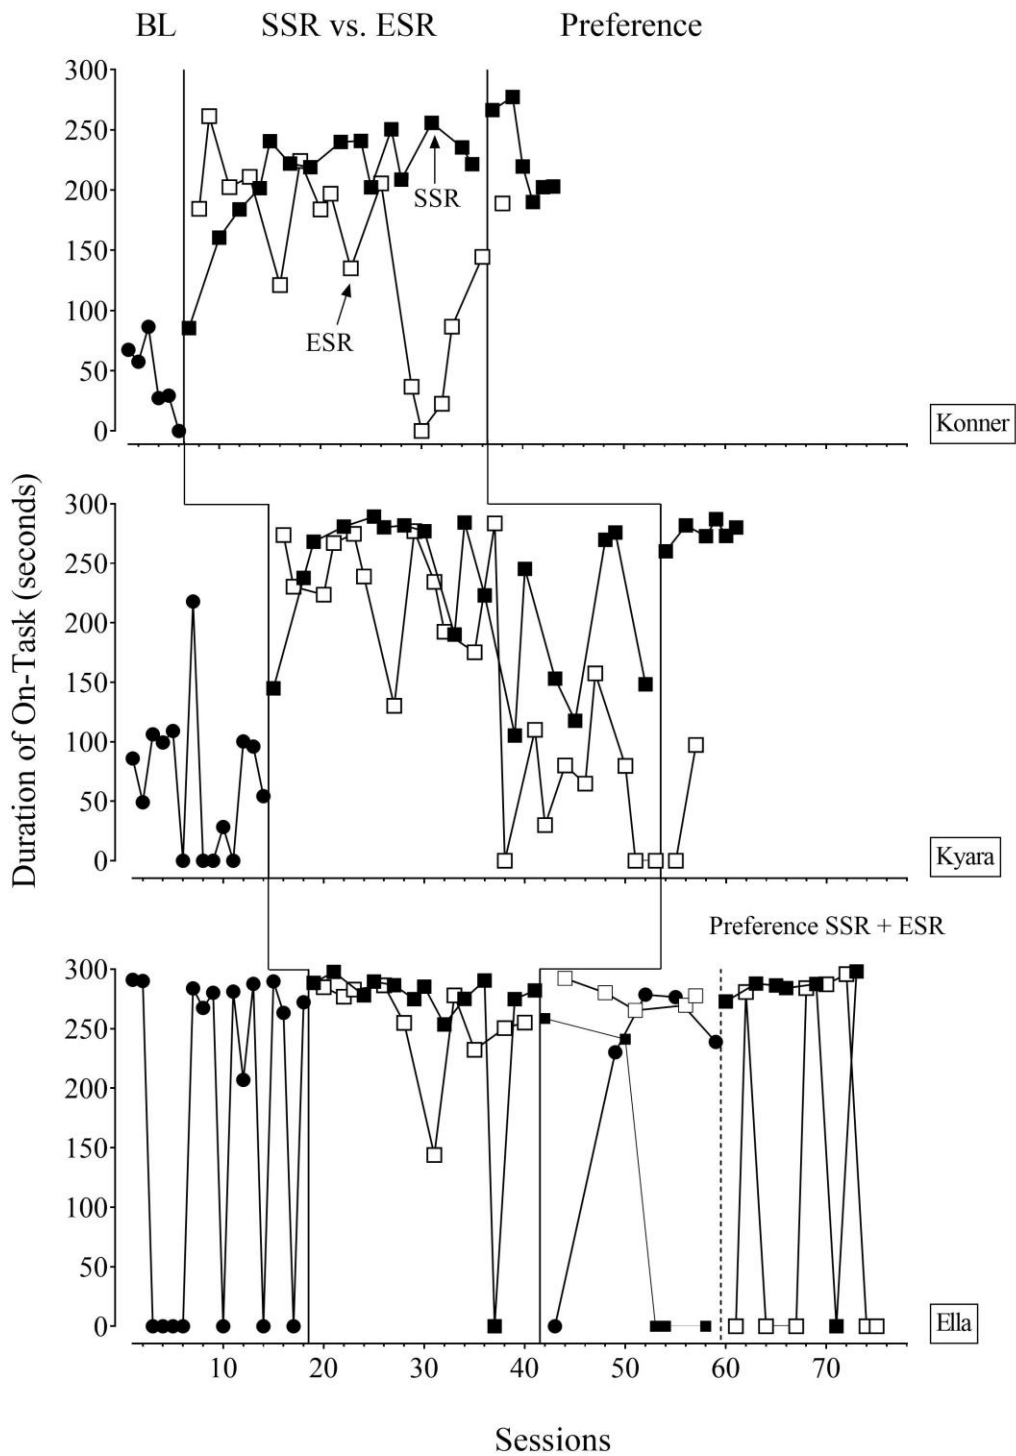 BL SSR vs. ESR Preference
300
250
200
150
100
50
0
SSR
ESR
Konner
Duration of On-Task (seconds)
300
250
200
150
100
50
0
Kyara
Preference SSR + ESR
300
250
200
150
100
50
0
Ella
10 20 30 40 50 60 70
Sessions